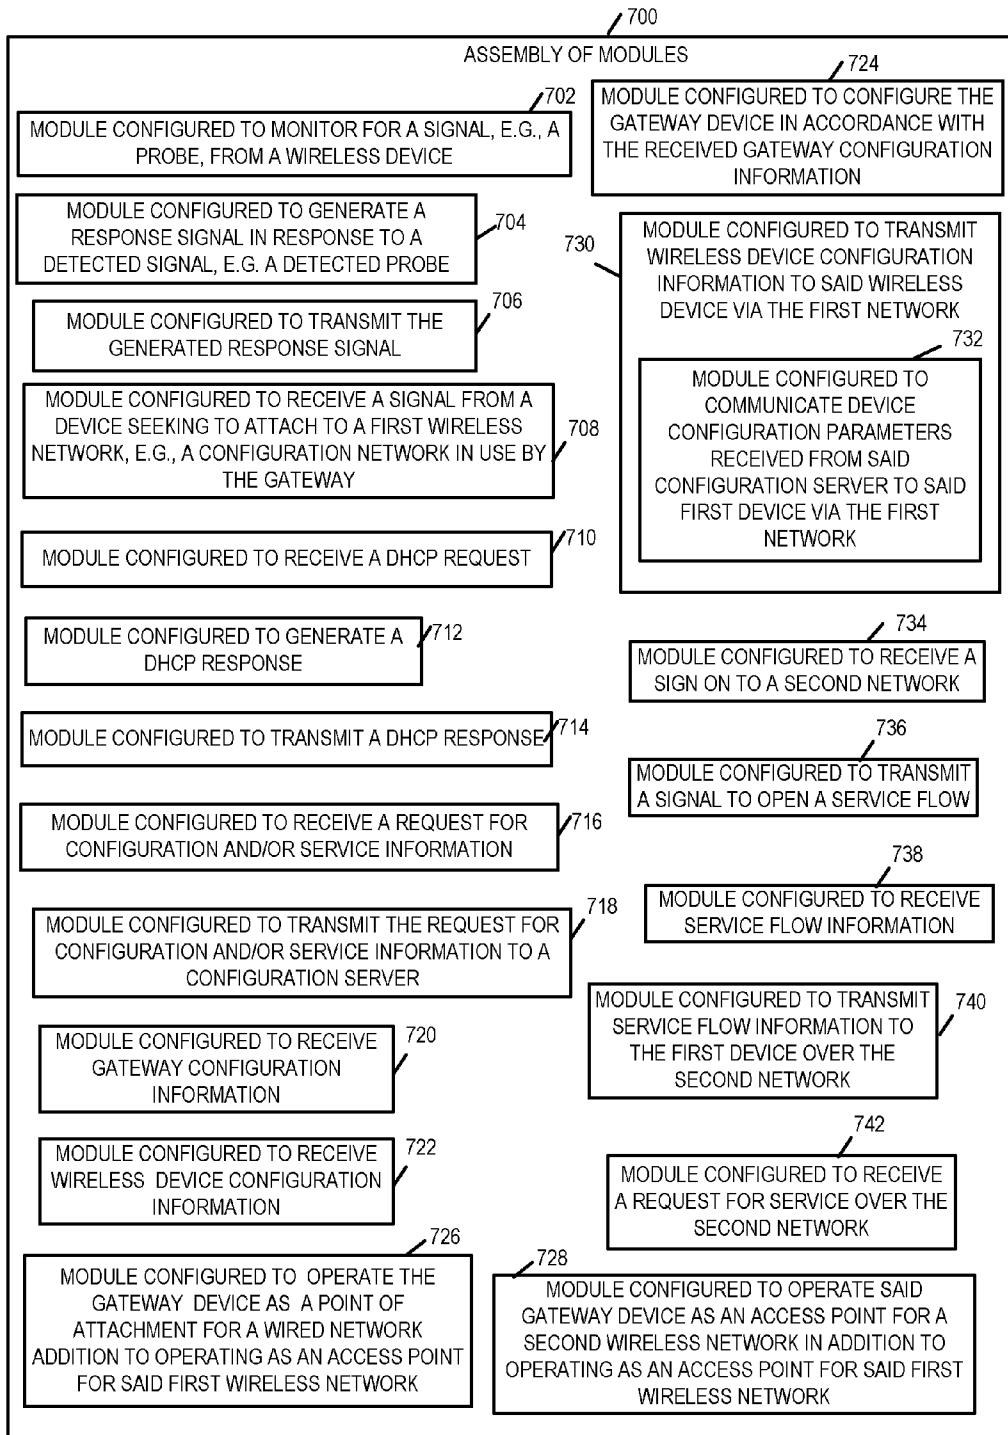 700
ASSEMBLY OF MODULES
702
MODULE CONFIGURED TO MONITOR FOR A SIGNAL, E.G., A
PROBE, FROM A WIRELESS DEVICE
704
MODULE CONFIGURED TO GENERATE A
RESPONSE SIGNAL IN RESPONSE TO A
DETECTED SIGNAL, E.G. A DETECTED PROBE
706
MODULE CONFIGURED TO TRANSMIT THE
GENERATED RESPONSE SIGNAL
MODULE CONFIGURED TO RECEIVE A SIGNAL FROM A
DEVICE SEEKING TO ATTACH TO A FIRST WIRELESS
NETWORK, E.G., A CONFIGURATION NETWORK IN USE BY
THE GATEWAY
708
710
MODULE CONFIGURED TO RECEIVE A DHCP REQUEST
712
MODULE CONFIGURED TO GENERATE A
DHCP RESPONSE
MODULE CONFIGURED TO TRANSMIT A DHCP RESPONSE
714
MODULE CONFIGURED TO RECEIVE A REQUEST FOR
CONFIGURATION AND/OR SERVICE INFORMATION
716
718
MODULE CONFIGURED TO TRANSMIT THE REQUEST FOR
CONFIGURATION AND/OR SERVICE INFORMATION TO A
CONFIGURATION SERVER
720
MODULE CONFIGURED TO RECEIVE
GATEWAY CONFIGURATION
INFORMATION
722
MODULE CONFIGURED TO RECEIVE
WIRELESS DEVICE CONFIGURATION
INFORMATION
726
MODULE CONFIGURED TO OPERATE THE
GATEWAY DEVICE AS A POINT OF
ATTACHMENT FOR A WIRED NETWORK
ADDITION TO OPERATING AS AN ACCESS POINT
FOR SAID FIRST WIRELESS NETWORK
724
MODULE CONFIGURED TO CONFIGURE THE
GATEWAY DEVICE IN ACCORDANCE WITH
THE RECEIVED GATEWAY CONFIGURATION
INFORMATION
730
MODULE CONFIGURED TO TRANSMIT
WIRELESS DEVICE CONFIGURATION
INFORMATION TO SAID WIRELESS
DEVICE VIA THE FIRST NETWORK
732
MODULE CONFIGURED TO
COMMUNICATE DEVICE
CONFIGURATION PARAMETERS
RECEIVED FROM SAID
CONFIGURATION SERVER TO SAID
FIRST DEVICE VIA THE FIRST
NETWORK
734
MODULE CONFIGURED TO RECEIVE A
SIGN ON TO A SECOND NETWORK
736
MODULE CONFIGURED TO TRANSMIT
A SIGNAL TO OPEN A SERVICE FLOW
738
MODULE CONFIGURED TO RECEIVE
SERVICE FLOW INFORMATION
740
MODULE CONFIGURED TO TRANSMIT
SERVICE FLOW INFORMATION TO
THE FIRST DEVICE OVER THE
SECOND NETWORK
742
MODULE CONFIGURED TO RECEIVE
A REQUEST FOR SERVICE OVER THE
SECOND NETWORK
728
MODULE CONFIGURED TO OPERATE SAID
GATEWAY DEVICE AS AN ACCESS POINT FOR A
SECOND WIRELESS NETWORK IN ADDITION TO
OPERATING AS AN ACCESS POINT FOR SAID FIRST
WIRELESS NETWORK